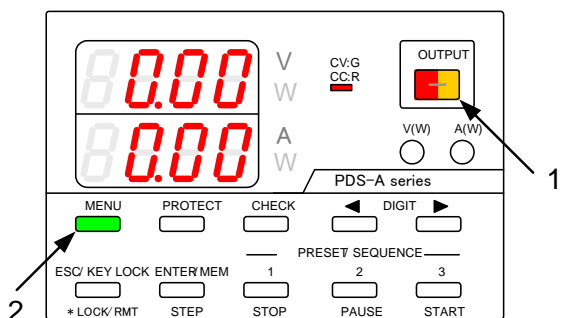 0.00 V W
CV:G
CC:R
OUTPUT
0.00 A W
V(W) A(W)
1
PDS-A series
MENU PROTECT CHECK ◀ DIGIT ▶
PRESET/ SEQUENCE
ESC/ KEY LOCK ENTER/MEM 1 2 3
2
* LOCK/ RMT STEP STOP PAUSE START